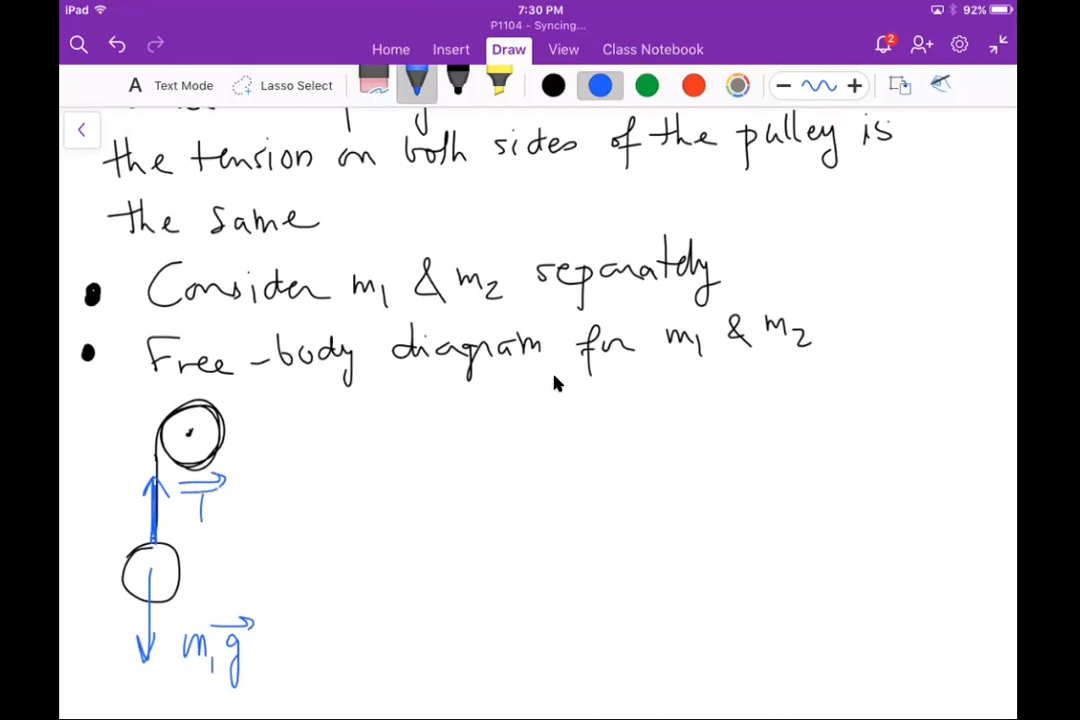 iPad
7:30 PM
92%
P1104 - Syncing...
Home Insert Draw View Class Notebook
2
A Text Mode Lasso Select
the tension on both sides of the pulley is
the same
• Consider m₁ & m₂ separately
• Free-body diagram for m₁ & m₂
T⃗
m₁g⃗